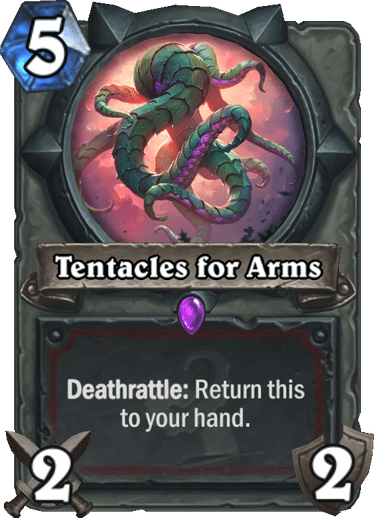 5
Tentacles for Arms
Deathrattle: Return this
to your hand.
2
2